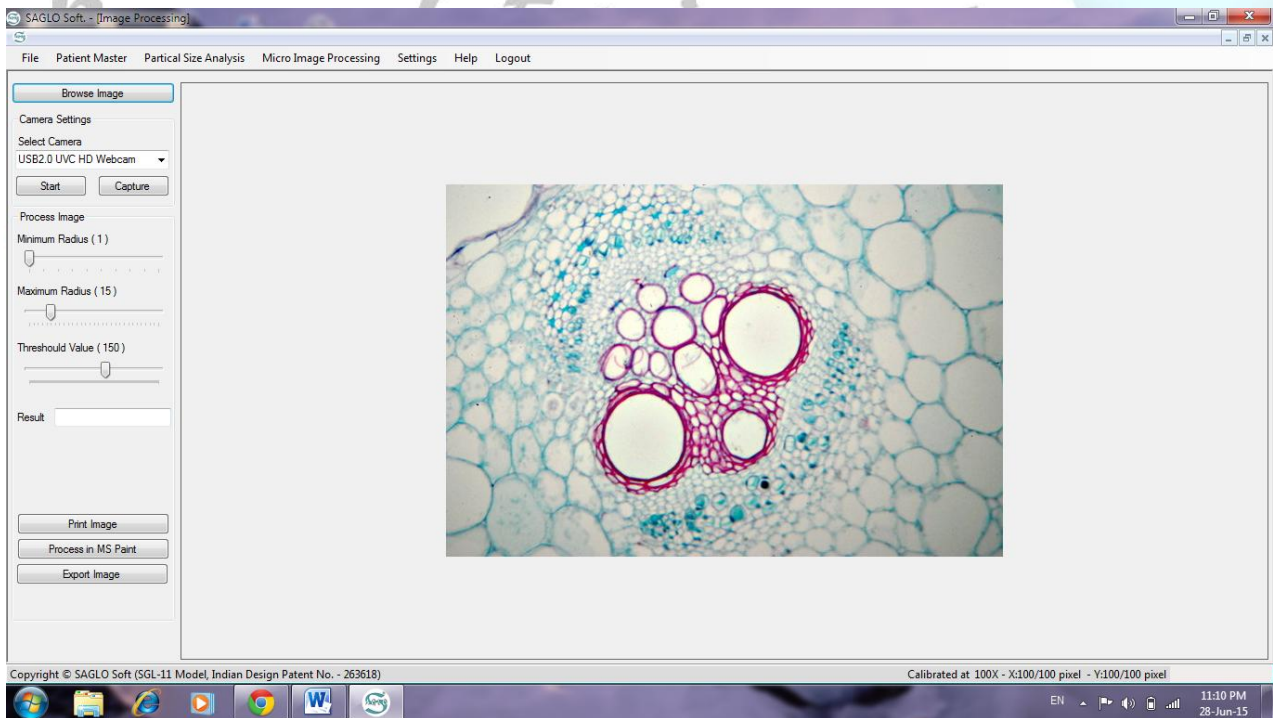 SAGLO Soft. - [Image Processing]
File Patient Master Partical Size Analysis Micro Image Processing Settings Help Logout
Browse Image
Camera Settings
Select Camera
USB2.0 UVC HD Webcam
Start Capture
Process Image
Minimum Radius ( 1 )
Maximum Radius ( 15 )
Threshould Value ( 150 )
Result
Print Image
Process in MS Paint
Export Image
Copyright © SAGLO Soft (SGL-11 Model, Indian Design Patent No. - 263618) Calibrated at 100X - X:100/100 pixel - Y:100/100 pixel
EN 11:10 PM
28-Jun-15